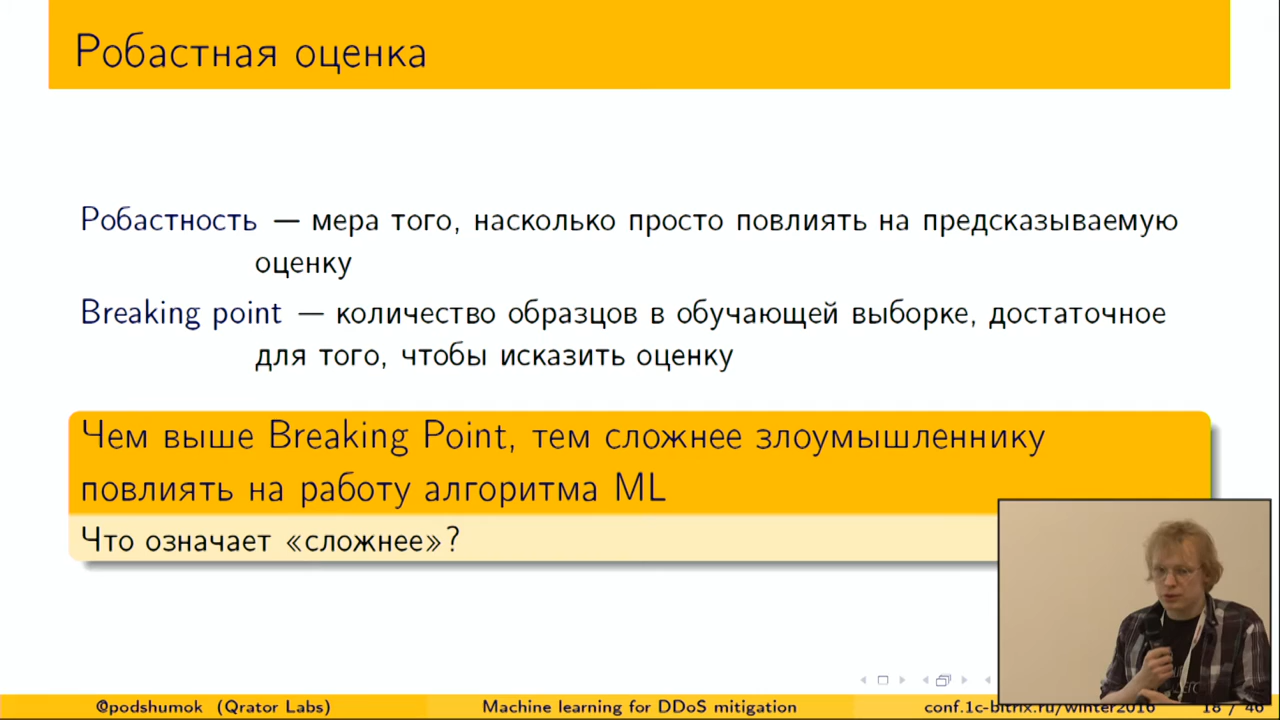 Робастная оценка
Робастность — мера того, насколько просто повлиять на предсказываемую
оценку
Breaking point — количество образцов в обучающей выборке, достаточное
для того, чтобы исказить оценку
Чем выше Breaking Point, тем сложнее злоумышленнику
повлиять на работу алгоритма ML
Что означает «сложнее»?
@podshumok (Qrator Labs) Machine learning for DDoS mitigation conf.1c-bitrix.ru/winter2016 18 / 46